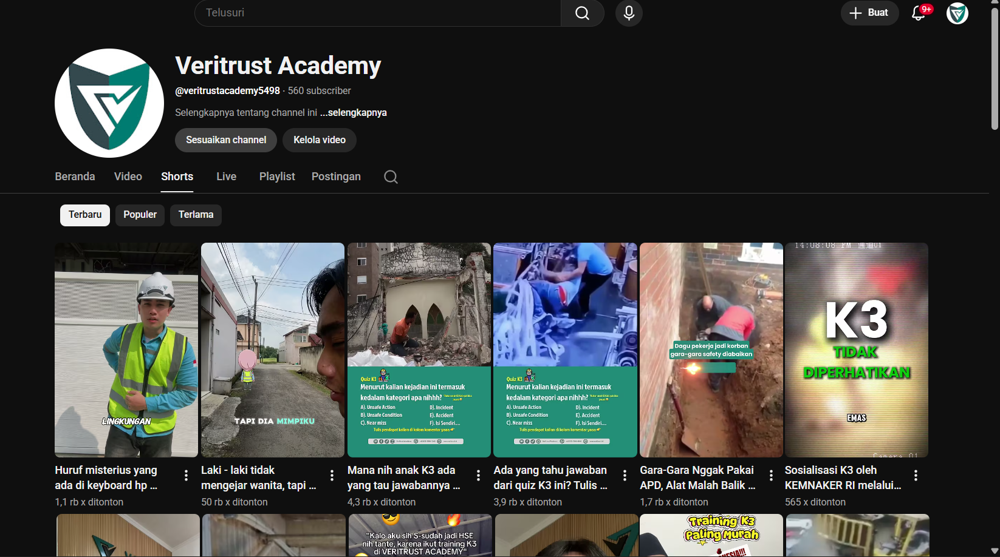 Telusuri
Buat
9+
Veritrust Academy
@veritrustacademy5498 · 560 subscriber
Selengkapnya tentang channel ini ...selengkapnya
Sesuaikan channel
Kelola video
Beranda
Video
Shorts
Live
Playlist
Postingan
Terbaru
Populer
Terlama
LINGKUNGAN
TAPI DIA MIMPIKU
Quiz K3
Menurut kalian kejadian ini termasuk
kedalam kategori apa nihhh?
A). Unsafe Action
D). Incident
B). Unsafe Condition
E). Accident
C). Near miss
F). Isi Sendiri....
Tulis pendapat kalian di kolom komentar yaaa
Quiz K3
Menurut kalian kejadian ini termasuk
kedalam kategori apa nihhh?
A). Unsafe Action
D). Incident
B). Unsafe Condition
E). Accident
C). Near miss
F). Isi Sendiri....
Tulis pendapat kalian di kolom komentar yaaa
Dagu pekerja jadi korban
gara-gara safety diabaikan
14:08:08 PM 通道01
K3
TIDAK
DIPERHATIKAN
EMAS
Camera 01
Huruf misterius yang
ada di keyboard hp ...
1,1 rb x ditonton
Laki - laki tidak
mengejar wanita, tapi ...
50 rb x ditonton
Mana nih anak K3 ada
yang tau jawabannya ...
4,3 rb x ditonton
Ada yang tahu jawaban
dari quiz K3 ini? Tulis ...
3,9 rb x ditonton
Gara-Gara Nggak Pakai
APD, Alat Malah Balik ...
1,7 rb x ditonton
Sosialisasi K3 oleh
KEMNAKER RI melalui...
565 x ditonton
"Kalo aku sih S-sudah jadi HSE
nih tante, karena ikut training K3
di VERITRUST ACADEMY"
Training K3
Paling Murah